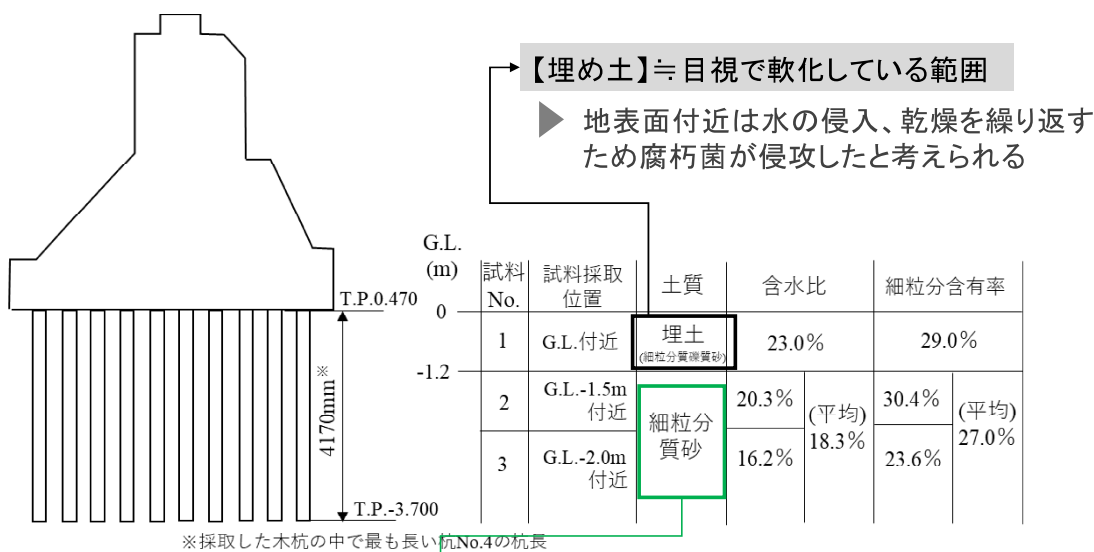 【埋め土】≒目視で軟化している範囲
▶ 地表面付近は水の侵入、乾燥を繰り返す
ため腐朽菌が侵攻したと考えられる
G.L.
(m)
試料
No.
試料採取
位置
土質
含水比
細粒分含有率
T.P.0.470
0
1
G.L.付近
埋土
(細粒分質礫質砂)
23.0%
29.0%
-1.2
2
G.L.-1.5m
付近
細粒分
質砂
20.3%
(平均)
18.3%
30.4%
(平均)
27.0%
3
G.L.-2.0m
付近
16.2%
23.6%
4170mm※
T.P.-3.700
※採取した木杭の中で最も長い杭No.4の杭長